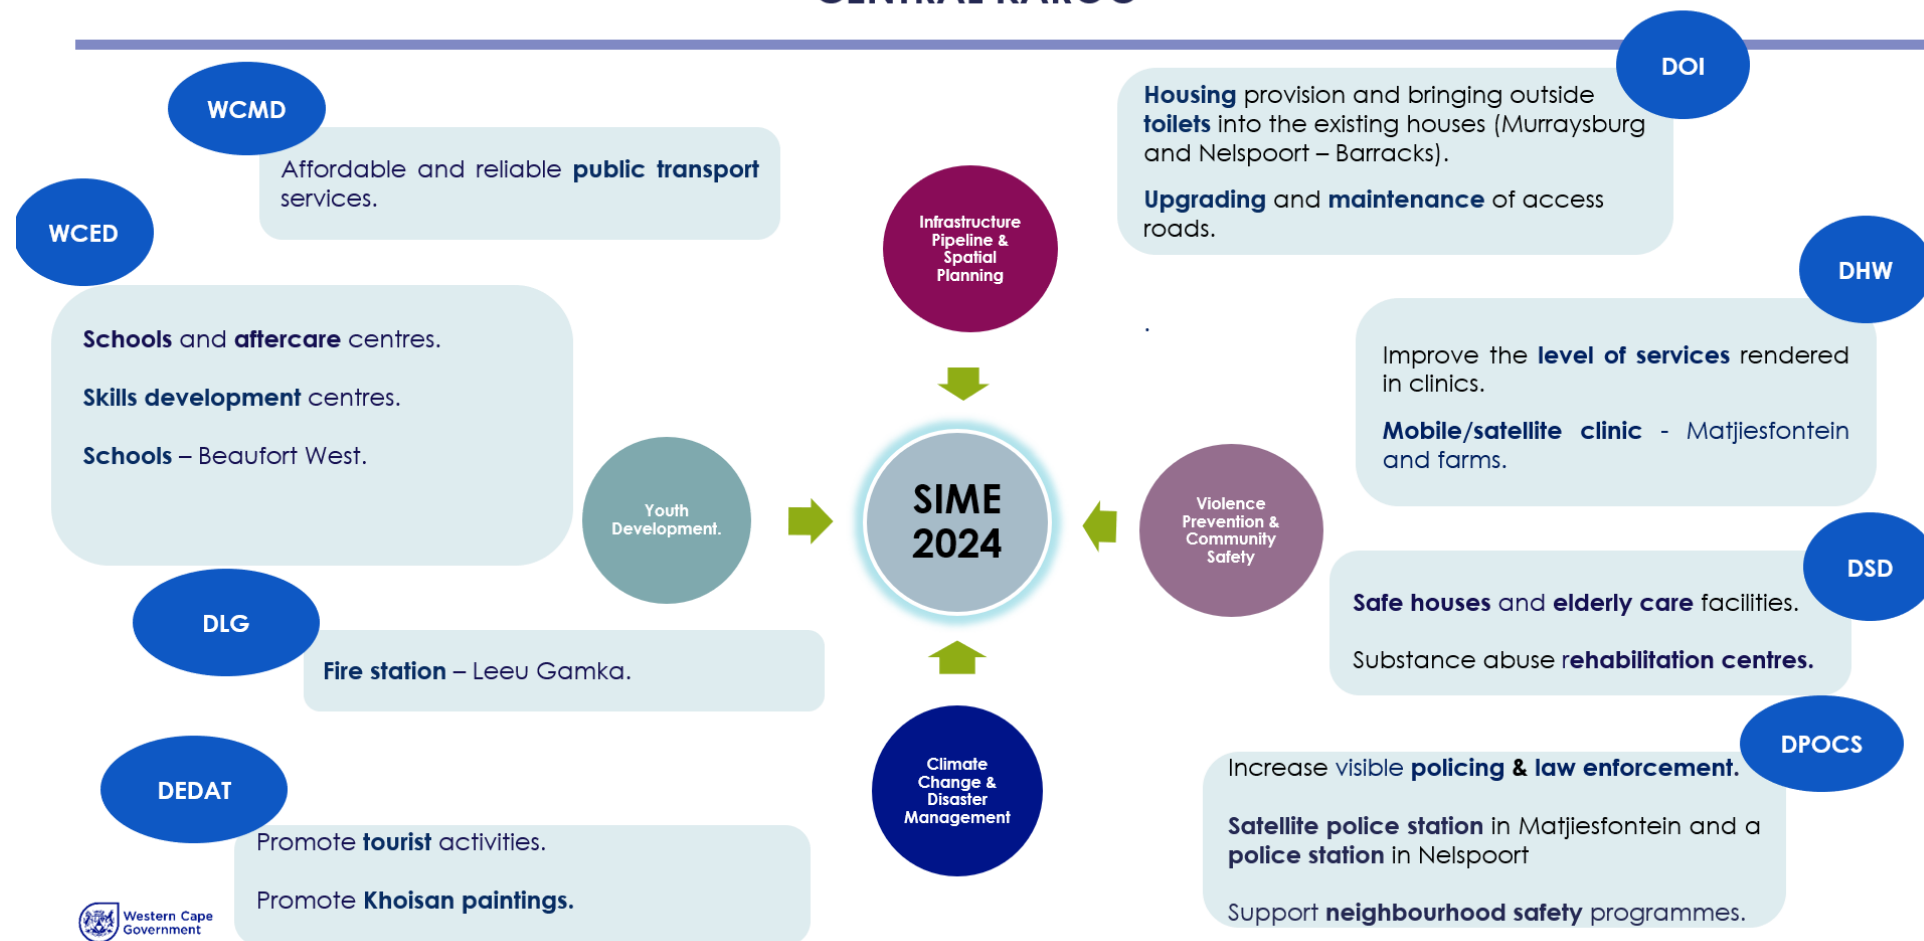 CENTRAL KAROO
WCMD
Affordable and reliable public transport
services.
WCED
Schools and aftercare centres.
Skills development centres.
Schools – Beaufort West.
DLG
Fire station – Leeu Gamka.
DEDAT
Promote tourist activities.
Promote Khoisan paintings.
Western Cape
Government
Infrastructure
Pipeline &
Spatial
Planning
Youth
Development.
SIME
2024
Violence
Prevention &
Community
Safety
Climate
Change &
Disaster
Management
DOI
Housing provision and bringing outside
toilets into the existing houses (Murraysburg
and Nelspoort – Barracks).
Upgrading and maintenance of access
roads.
.
DHW
Improve the level of services rendered
in clinics.
Mobile/satellite clinic - Matjiesfontein
and farms.
DSD
Safe houses and elderly care facilities.
Substance abuse rehabilitation centres.
DPOCS
Increase visible policing & law enforcement.
Satellite police station in Matjiesfontein and a
police station in Nelspoort
Support neighbourhood safety programmes.